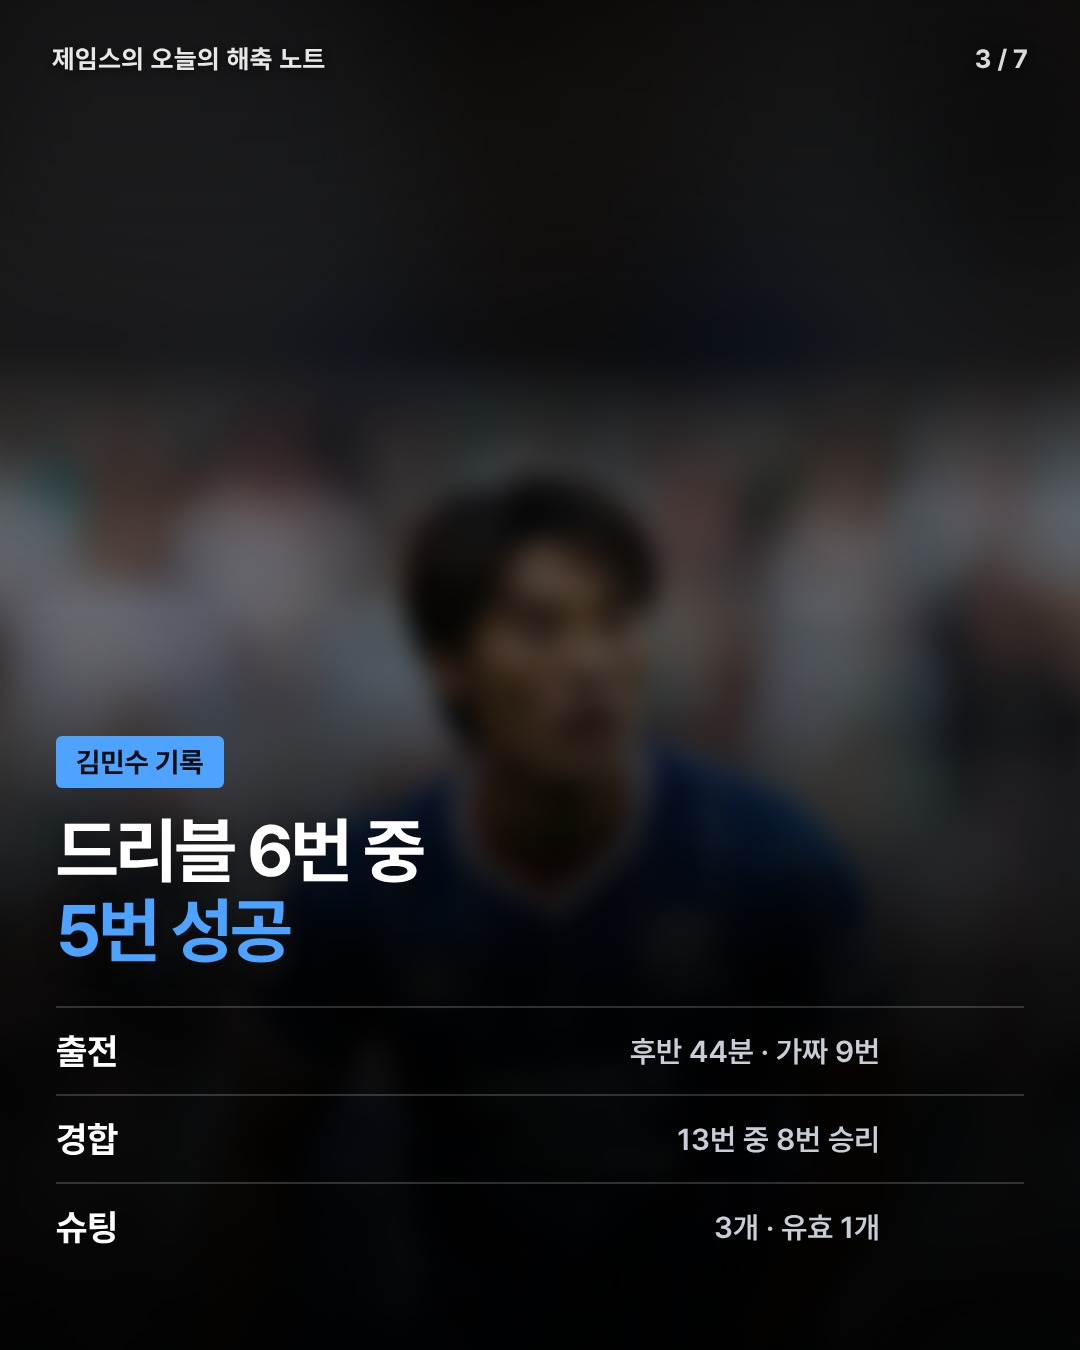 제임스의 오늘의 해축 노트
3 / 7
김민수 기록
드리블 6번 중
5번 성공
출전 후반 44분 · 가짜 9번
경합 13번 중 8번 승리
슈팅 3개 · 유효 1개